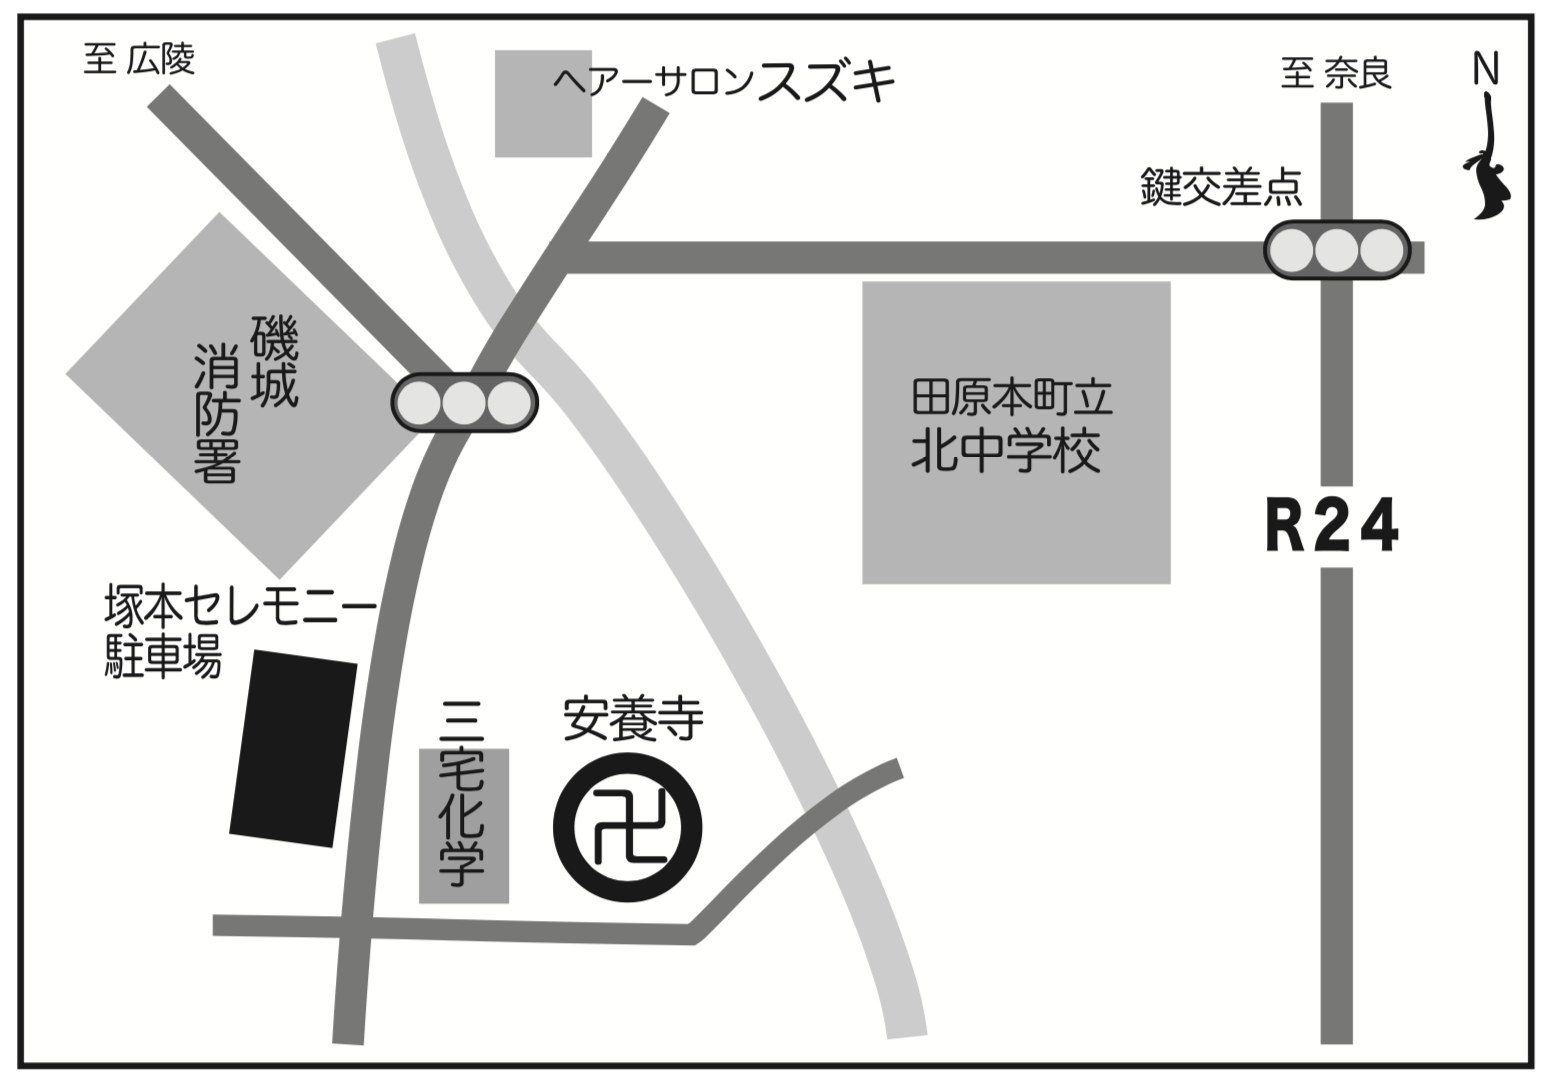 至 広陵
ヘアーサロンスズキ
至 奈良
N
鍵交差点
磯城
消防署
田原本町立
北中学校
R24
塚本セレモニー
駐車場
三宅化学
安養寺
卍